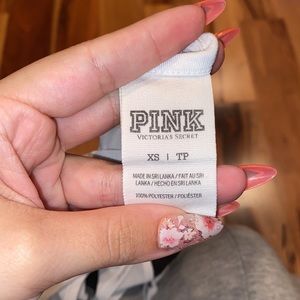 PINK
VICTORIA'S SECRET
XS | TP
MADE IN SRI LANKA / FAIT AU SRI
LANKA / HECHO EN SRI LANKA
100% POLYESTER / POLIÉSTER